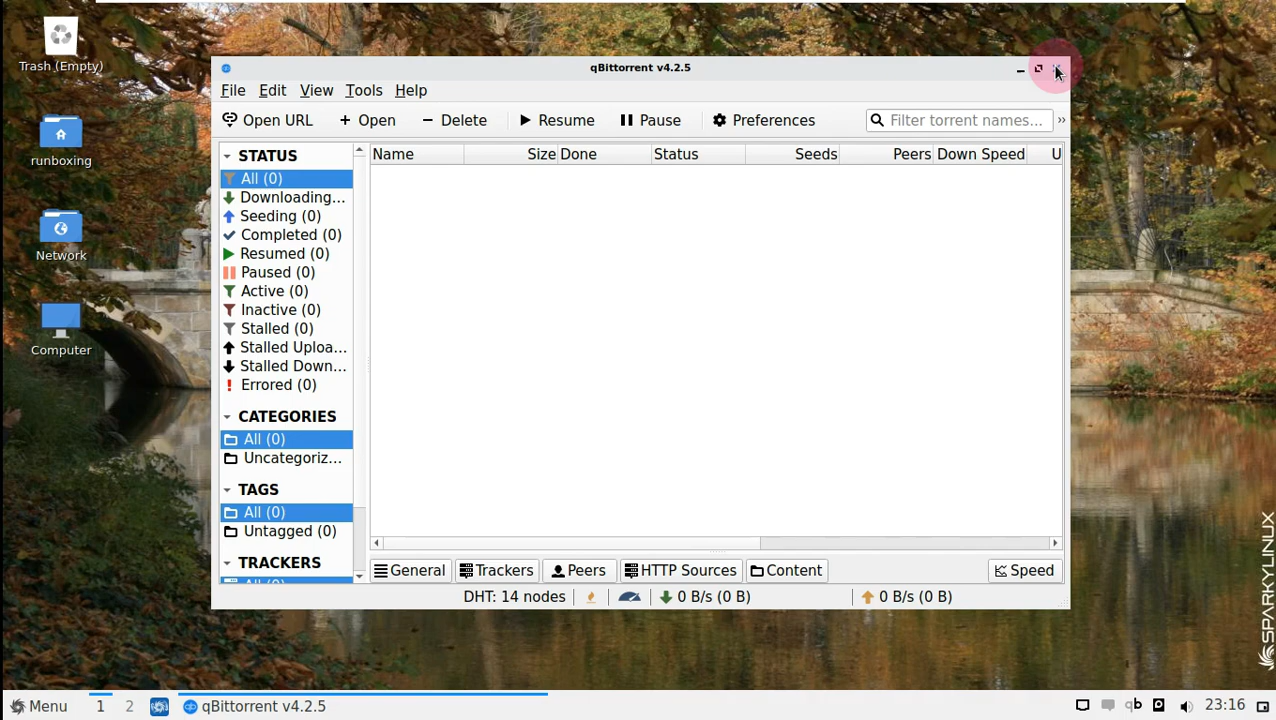 Trash (Empty)
runboxing
Network
Computer
qBittorrent v4.2.5
File Edit View Tools Help
Open URL Open Delete Resume Pause Preferences Filter torrent names... »
STATUS
All (0)
Downloading...
Seeding (0)
Completed (0)
Resumed (0)
Paused (0)
Active (0)
Inactive (0)
Stalled (0)
Stalled Uploa...
Stalled Down...
Errored (0)
CATEGORIES
All (0)
Uncategoriz...
TAGS
All (0)
Untagged (0)
TRACKERS
All (0)
Name Size Done Status Seeds Peers Down Speed U
General Trackers Peers HTTP Sources Content Speed
DHT: 14 nodes 0 B/s (0 B) 0 B/s (0 B)
SPARKYLINUX
Menu 1 2 qBittorrent v4.2.5 qb 23:16